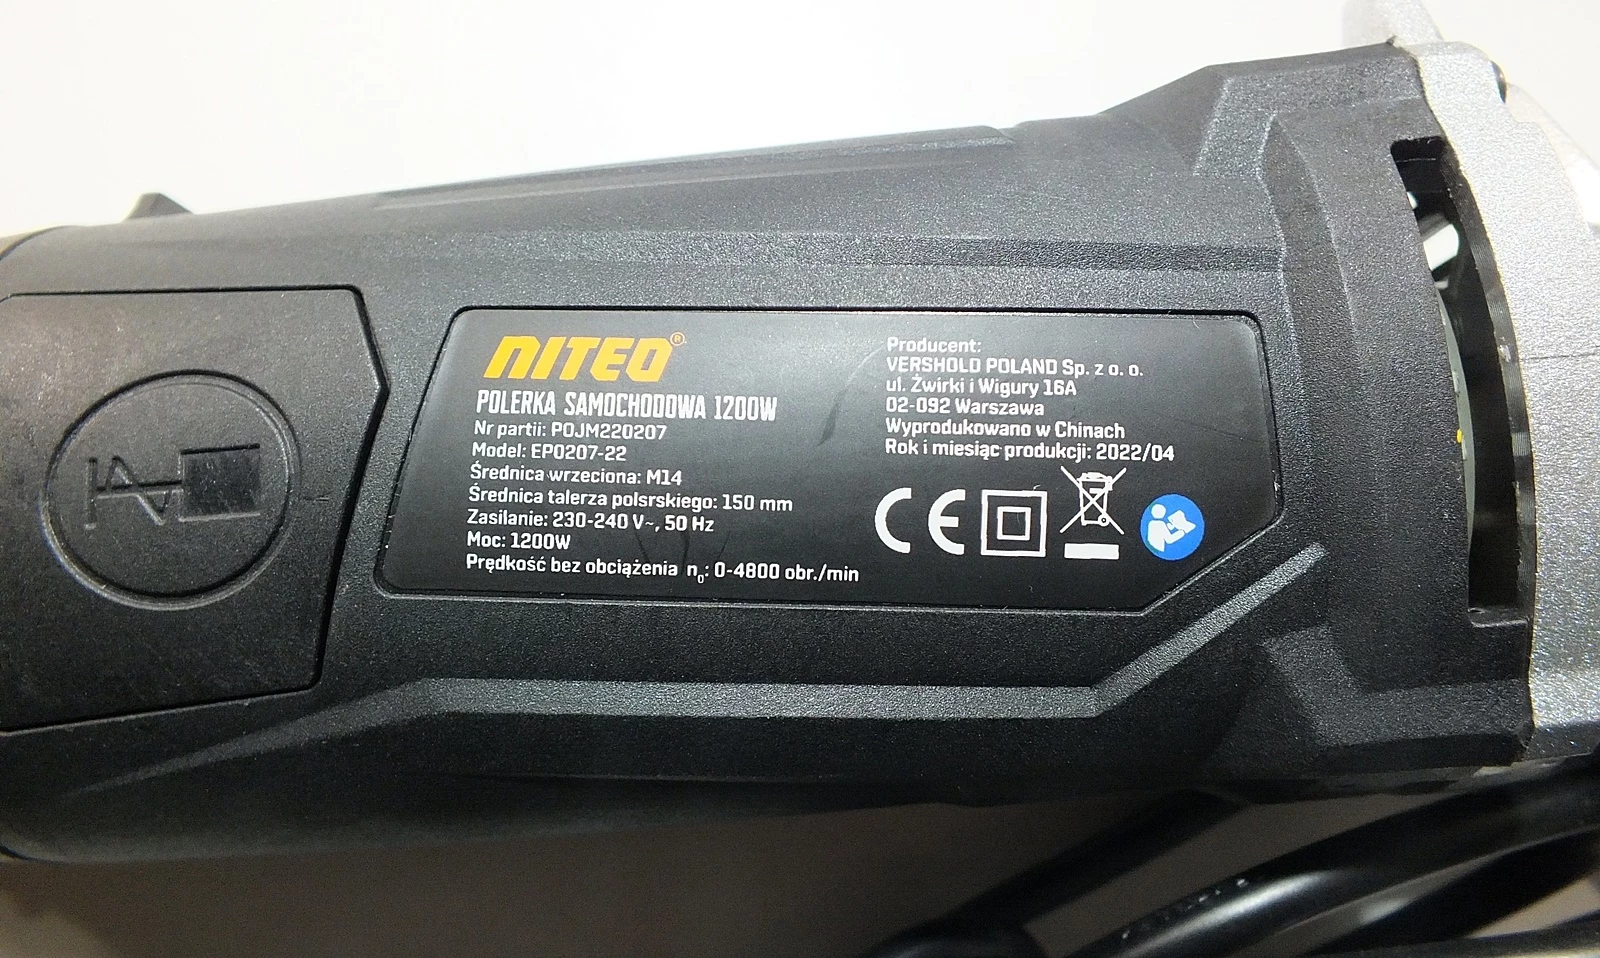 NITEO®
POLERKA SAMOCHODOWA 1200W
Nr partii: POJM220207
Model: EP0207-22
Średnica wrzeciona: M14
Średnica talerza polsrskiego: 150 mm
Zasilanie: 230-240 V~, 50 Hz
Moc: 1200W
Prędkość bez obciążenia n₀: 0-4800 obr./min
Producent:
VERSHOLD POLAND Sp. z o. o.
ul. Żwirki i Wigury 16A
02-092 Warszawa
Wyprodukowano w Chinach
Rok i miesiąc produkcji: 2022/04
CE